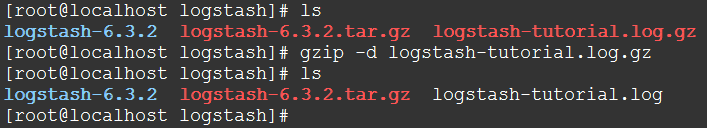 [root@localhost logstash]# ls
logstash-6.3.2  logstash-6.3.2.tar.gz  logstash-tutorial.log.gz
[root@localhost logstash]# gzip -d logstash-tutorial.log.gz
[root@localhost logstash]# ls
logstash-6.3.2  logstash-6.3.2.tar.gz  logstash-tutorial.log
[root@localhost logstash]#